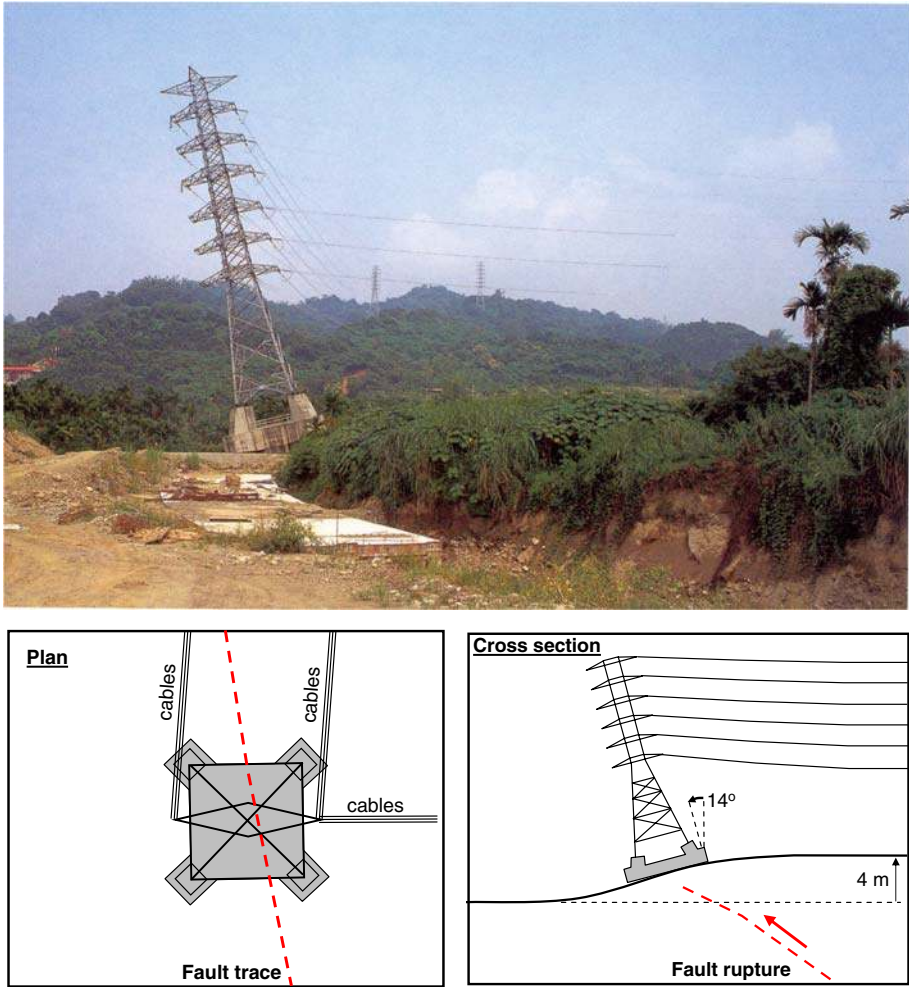 Plan
cables
cables
cables
Fault trace
Cross section
14°
4 m
Fault rupture